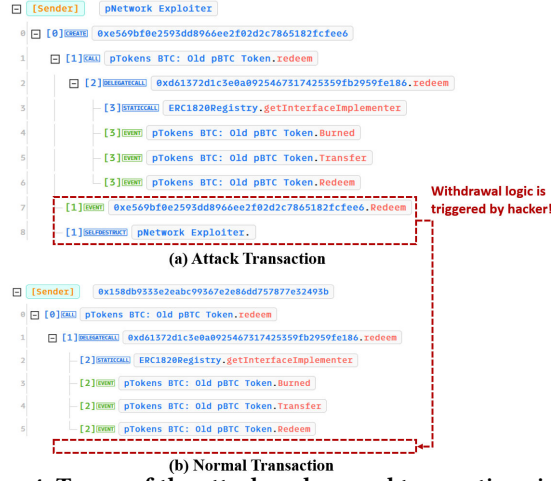 [Sender] pNetwork Exploiter
0 [0]CREATE 0xe569bf0e2593dd8966ee2f02d2c7865182fcfee6
1 [1]CALL pTokens BTC: Old pBTC Token.redeem
2 [2]DELEGATECALL 0xd61372d1c3e0a0925467317425359fb2959fe186.redeem
3 [3]STATICCALL ERC1820Registry.getInterfaceImplementer
4 [3]EVENT pTokens BTC: Old pBTC Token.Burned
5 [3]EVENT pTokens BTC: Old pBTC Token.Transfer
6 [3]EVENT pTokens BTC: Old pBTC Token.Redeem
Withdrawal logic is
triggered by hacker!
7 [1]EVENT 0xe569bf0e2593dd8966ee2f02d2c7865182fcfee6.Redeem
8 [1]SELFDESTRUCT pNetwork Exploiter.
(a) Attack Transaction
[Sender] 0x158db9333e2eabc99367e2e86dd757877e32493b
0 [0]CALL pTokens BTC: Old pBTC Token.redeem
1 [1]DELEGATECALL 0xd61372d1c3e0a0925467317425359fb2959fe186.redeem
2 [2]STATICCALL ERC1820Registry.getInterfaceImplementer
3 [2]EVENT pTokens BTC: Old pBTC Token.Burned
4 [2]EVENT pTokens BTC: Old pBTC Token.Transfer
5 [2]EVENT pTokens BTC: Old pBTC Token.Redeem
(b) Normal Transaction